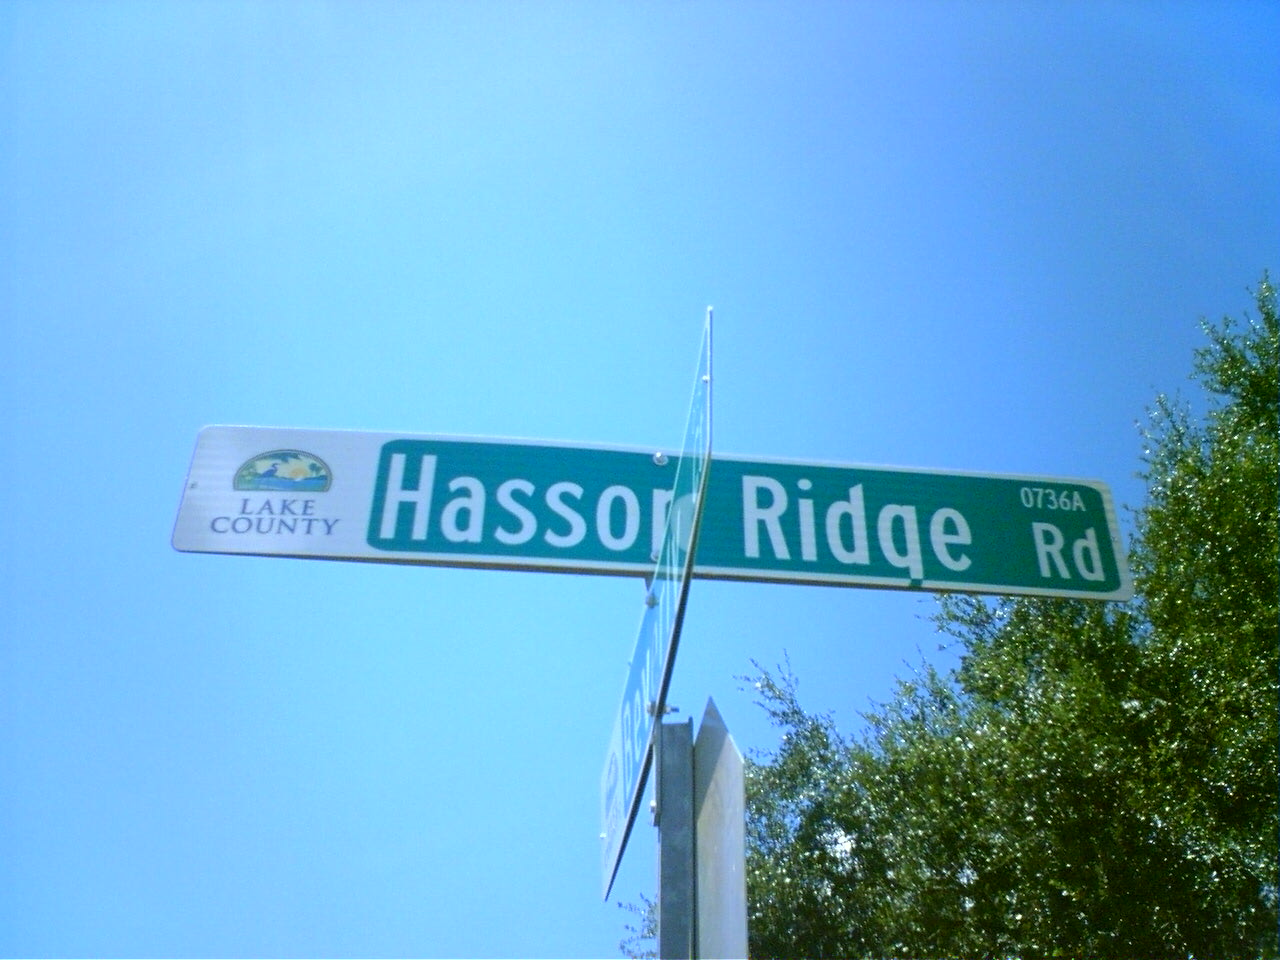 LAKE
COUNTY
Hasson Ridge Rd
0736A